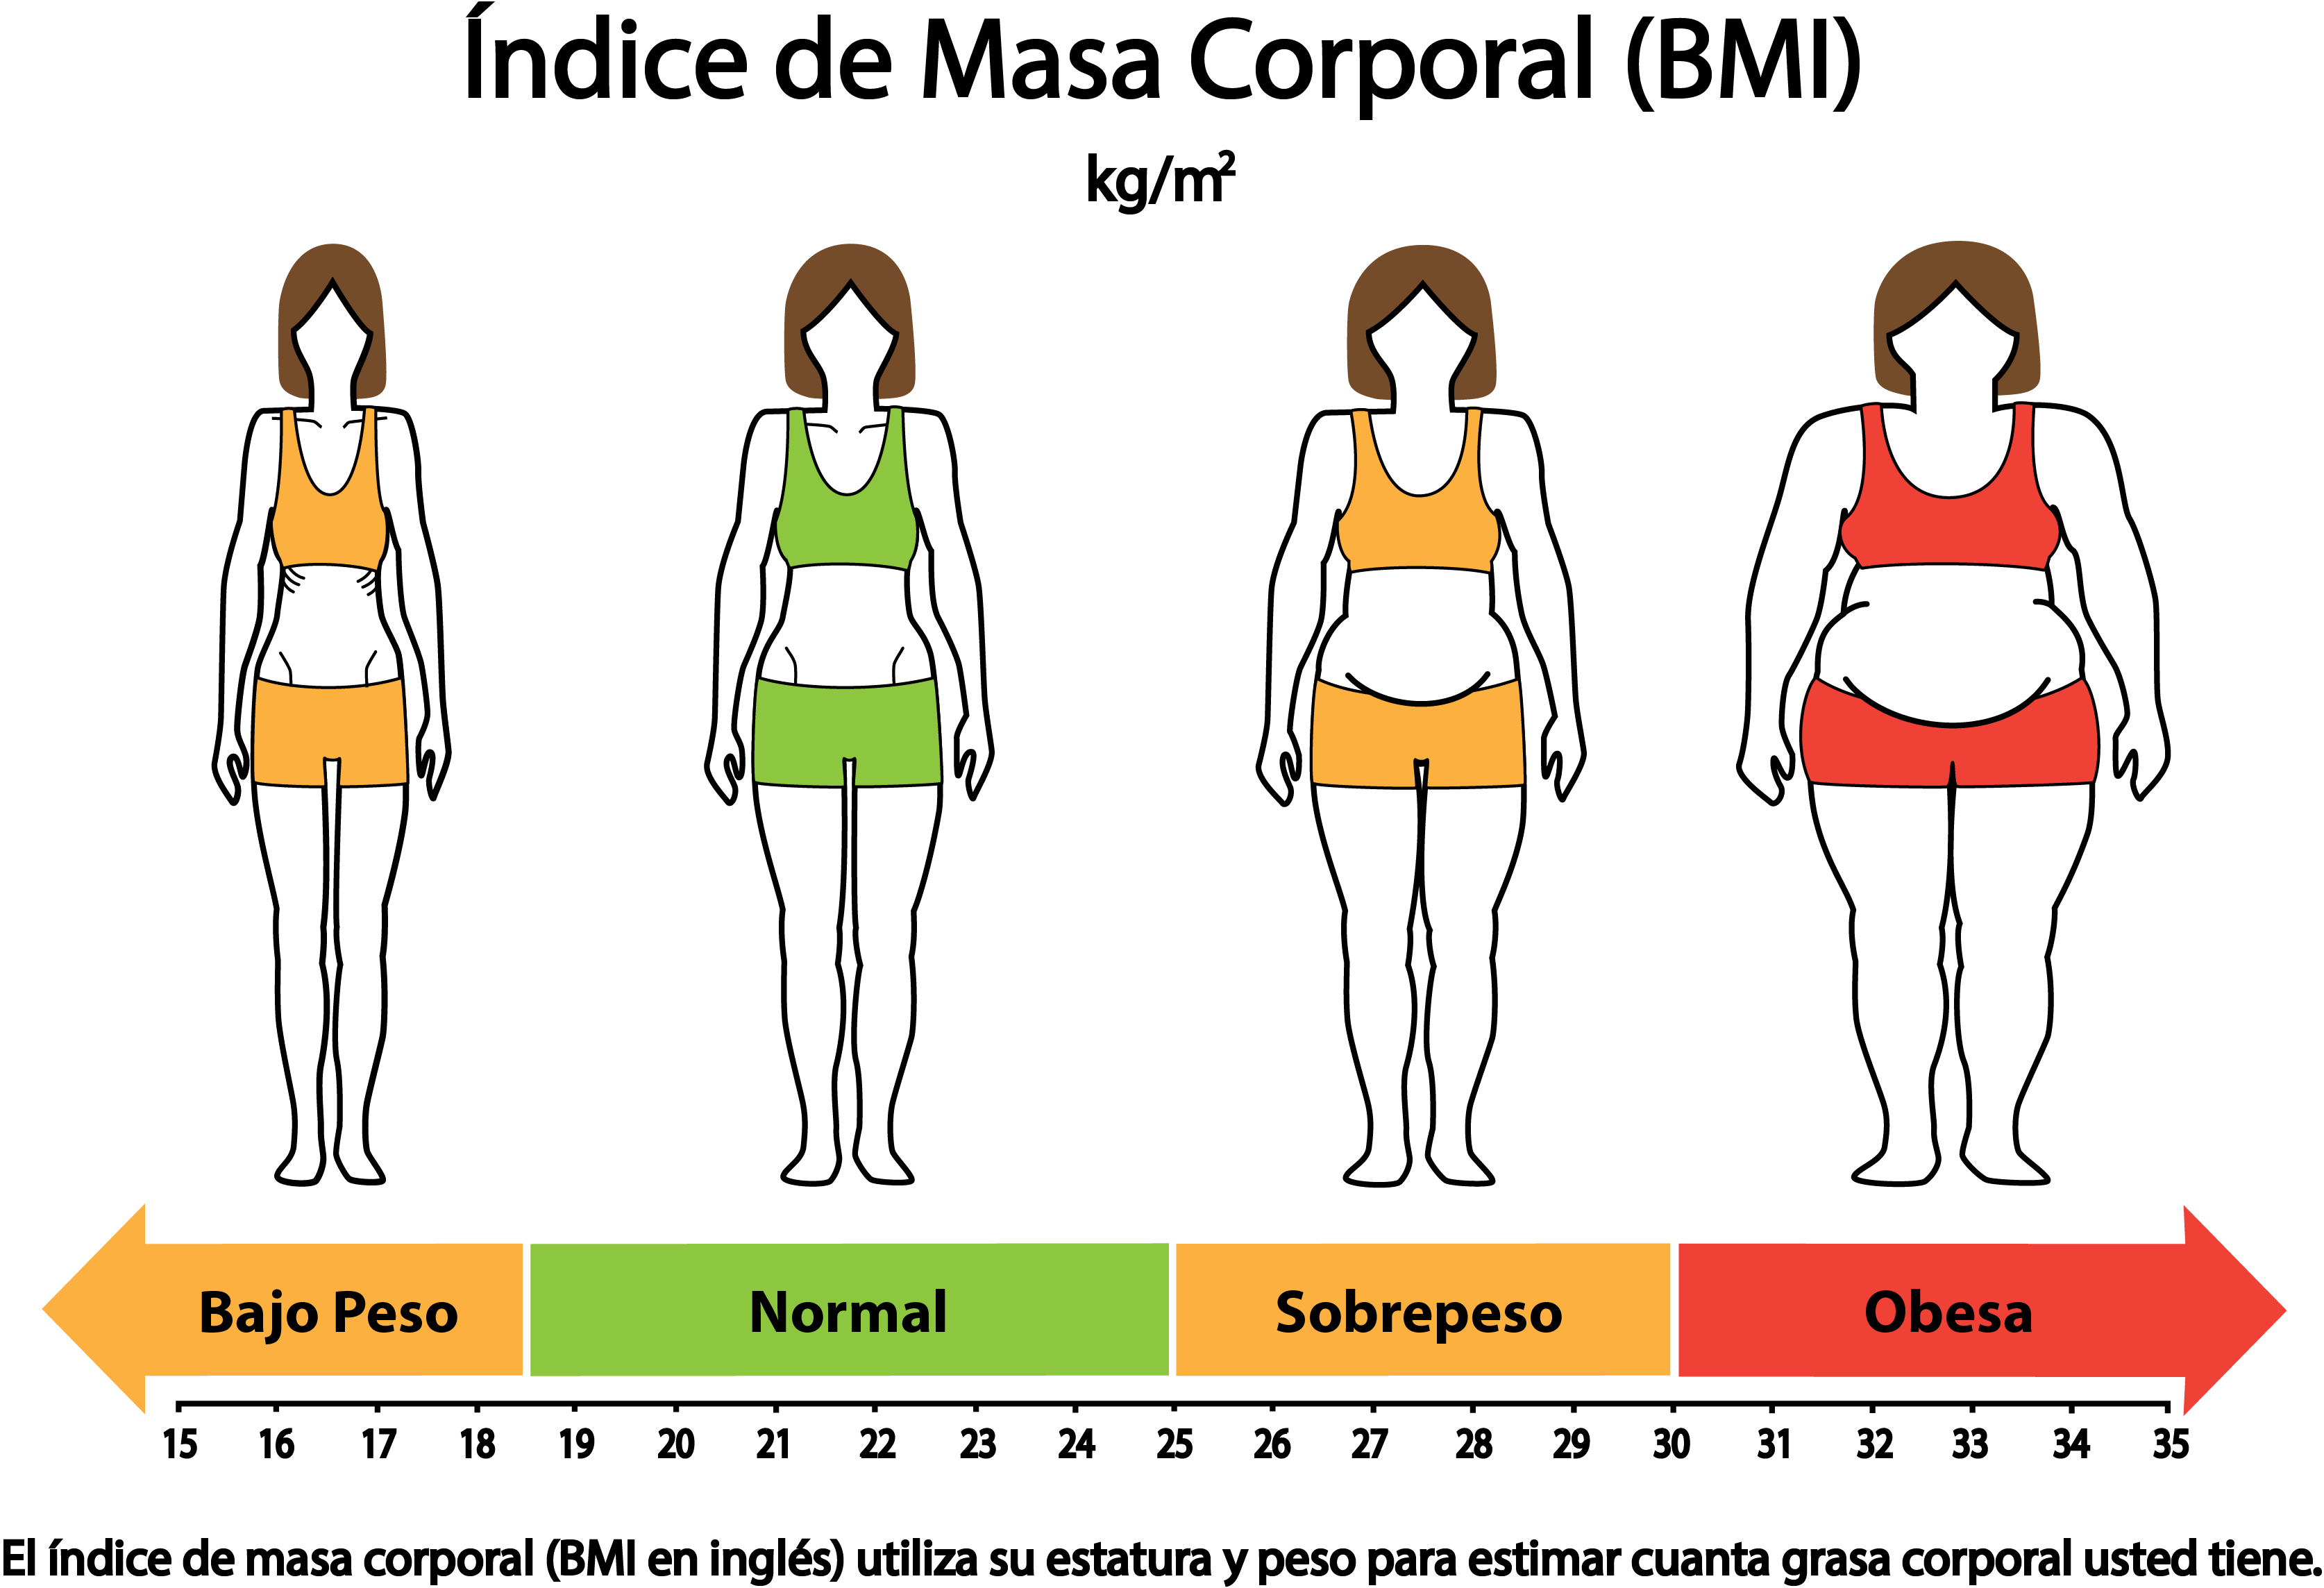 Índice de Masa Corporal (BMI)
kg/m²
Bajo Peso Normal Sobrepeso Obesa
15 16 17 18 19 20 21 22 23 24 25 26 27 28 29 30 31 32 33 34 35
El índice de masa corporal (BMI en inglés) utiliza su estatura y peso para estimar cuanta grasa corporal usted tiene.